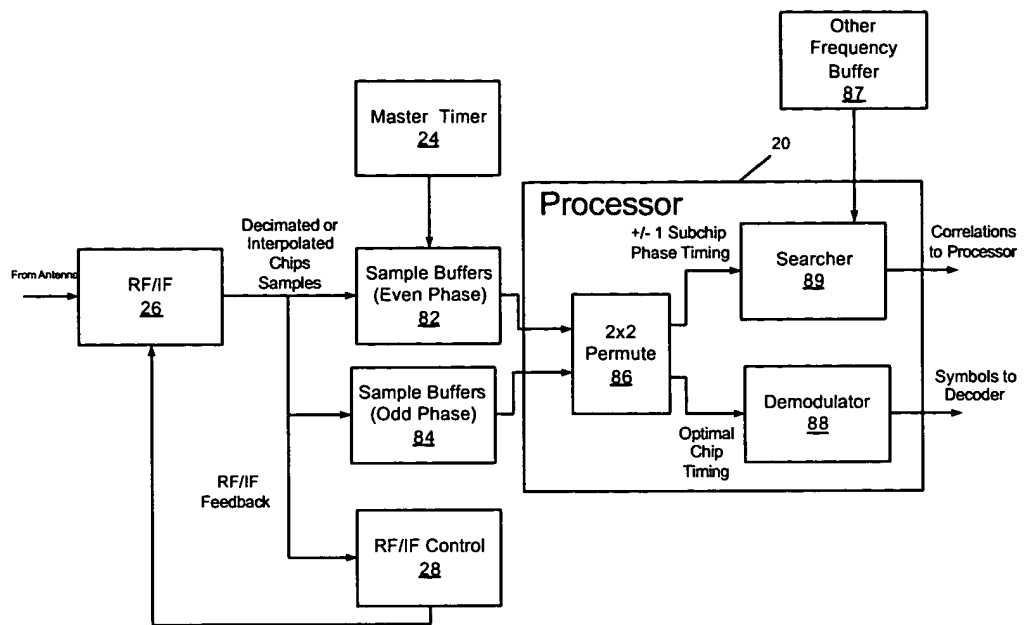 Other
Frequency
Buffer
87
Master Timer
24
20
Processor
Decimated or
Interpolated
Chips
Samples
+/- 1 Subchip
Phase Timing
Correlations
to Processor
From Antenno
RF/IF
26
Sample Buffers
(Even Phase)
82
Searcher
89
2x2
Permute
86
Sample Buffers
(Odd Phase)
84
Symbols to
Decoder
Demodulator
88
Optimal
Chip
Timing
RF/IF
Feedback
RF/IF Control
28